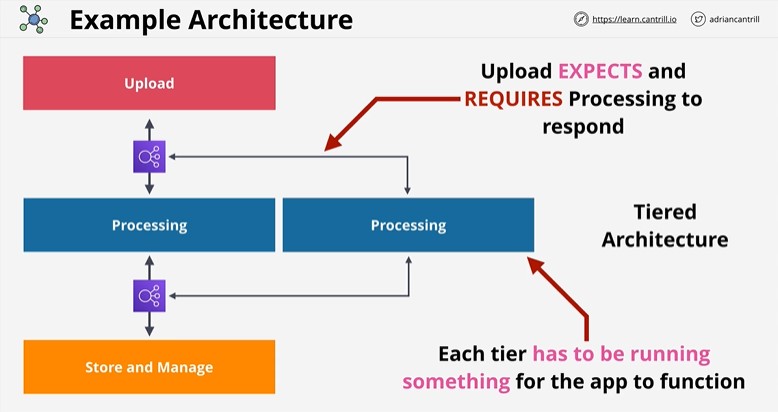 Example Architecture
https://learn.cantrill.io
adriancantrill
Upload
Upload EXPECTS and
REQUIRES Processing to
respond
Processing
Processing
Tiered
Architecture
Store and Manage
Each tier has to be running
something for the app to function